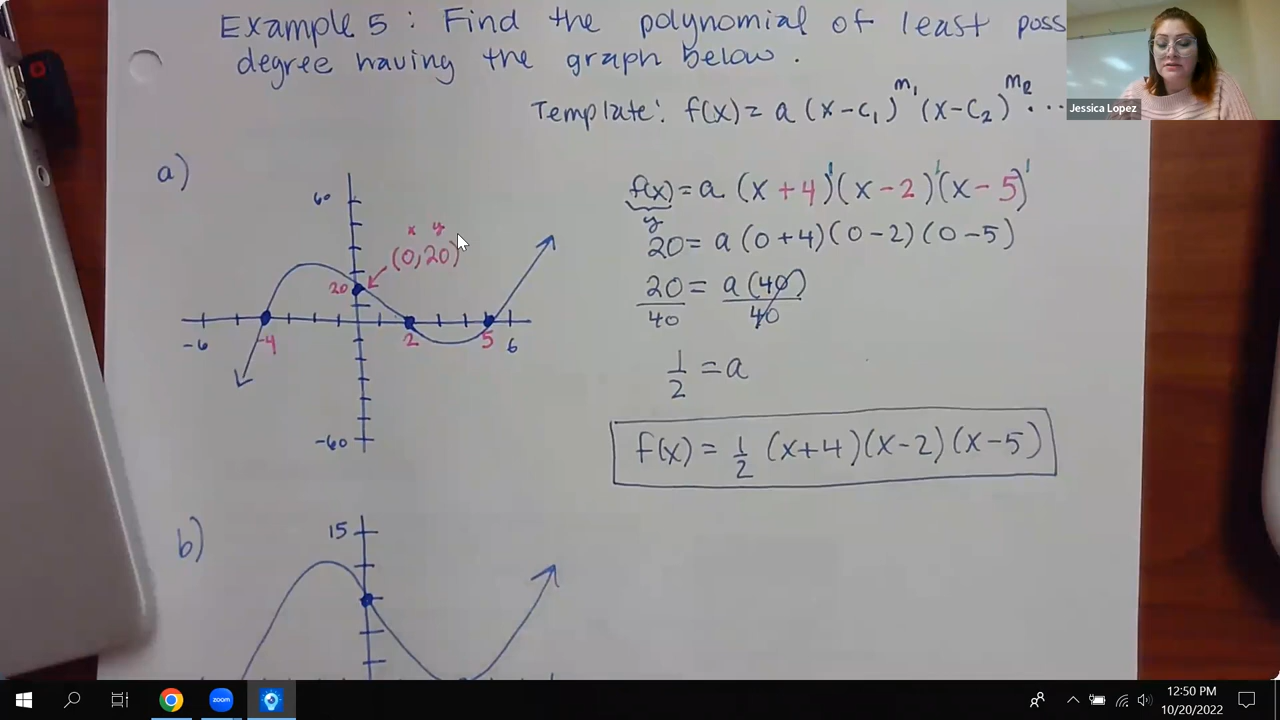 Example 5 : Find the polynomial of least poss
degree having the graph below .
Template: f(x) = a (x-c₁)^m₁ (x-c₂)^m₂ ...
Jessica Lopez
a)
60
x y
(0,20)
20
-6 -4 2 5 6
-60
f(x) = a (x+4)^1 (x-2)^1 (x-5)^1
y
20 = a (0+4)(0-2)(0-5)
20/40 = a(40)/40
1/2 = a
f(x) = 1/2 (x+4)(x-2)(x-5)
b)
15
zoom
12:50 PM
10/20/2022